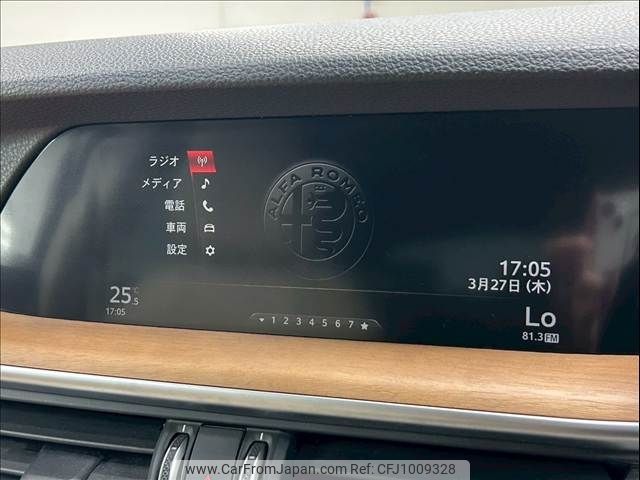 ラジオ
メディア
電話
車両
設定
ALFA ROMEO
17:05
3月27日 (木)
25.5 °C
17:05
1 2 3 4 5 6 7
Lo
81.3 FM
www.CarFromJapan.com | Ref No. CFJ1009328